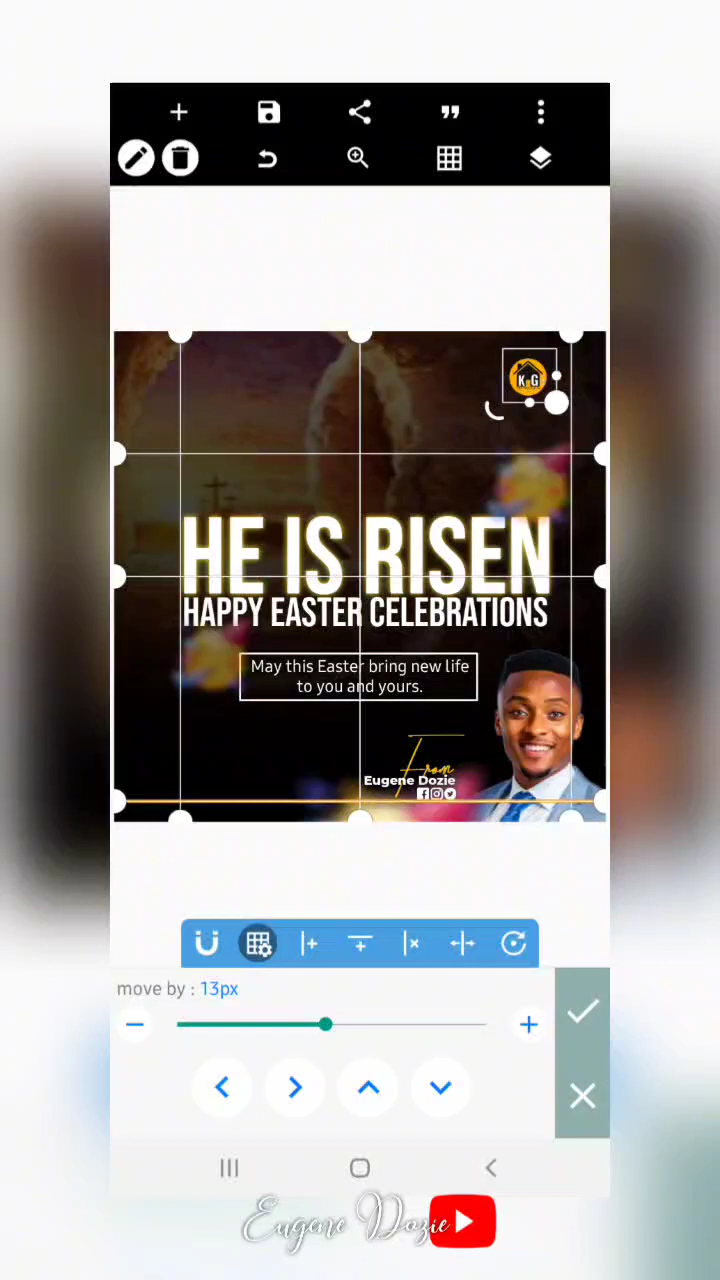 K G
HE IS RISEN
HAPPY EASTER CELEBRATIONS
May this Easter bring new life
to you and yours.
From
Eugene Dozie
move by : 13px
Eugene Dozie